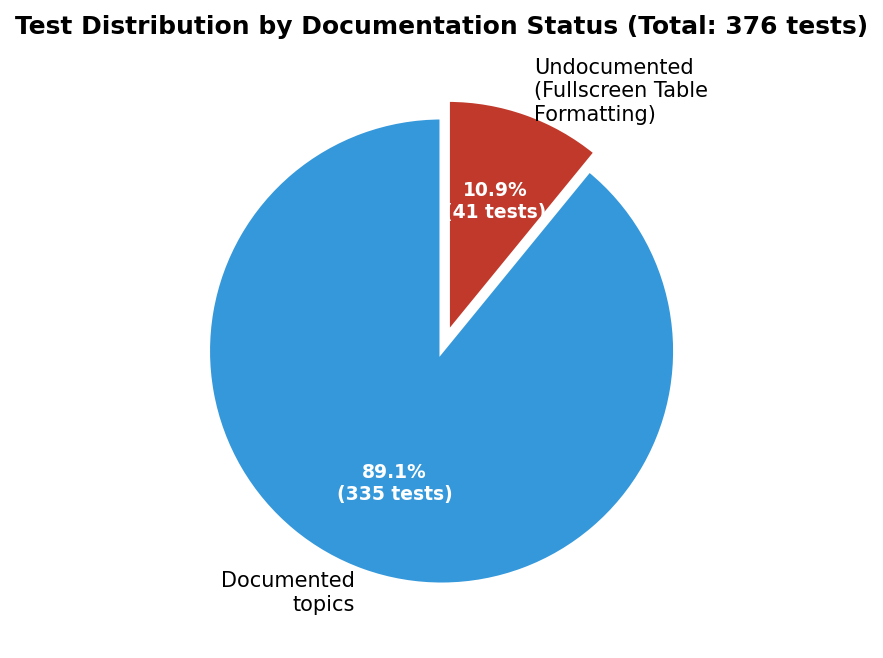 Test Distribution by Documentation Status (Total: 376 tests)
Undocumented
(Fullscreen Table
Formatting)
10.9%
(41 tests)
89.1%
(335 tests)
Documented
topics